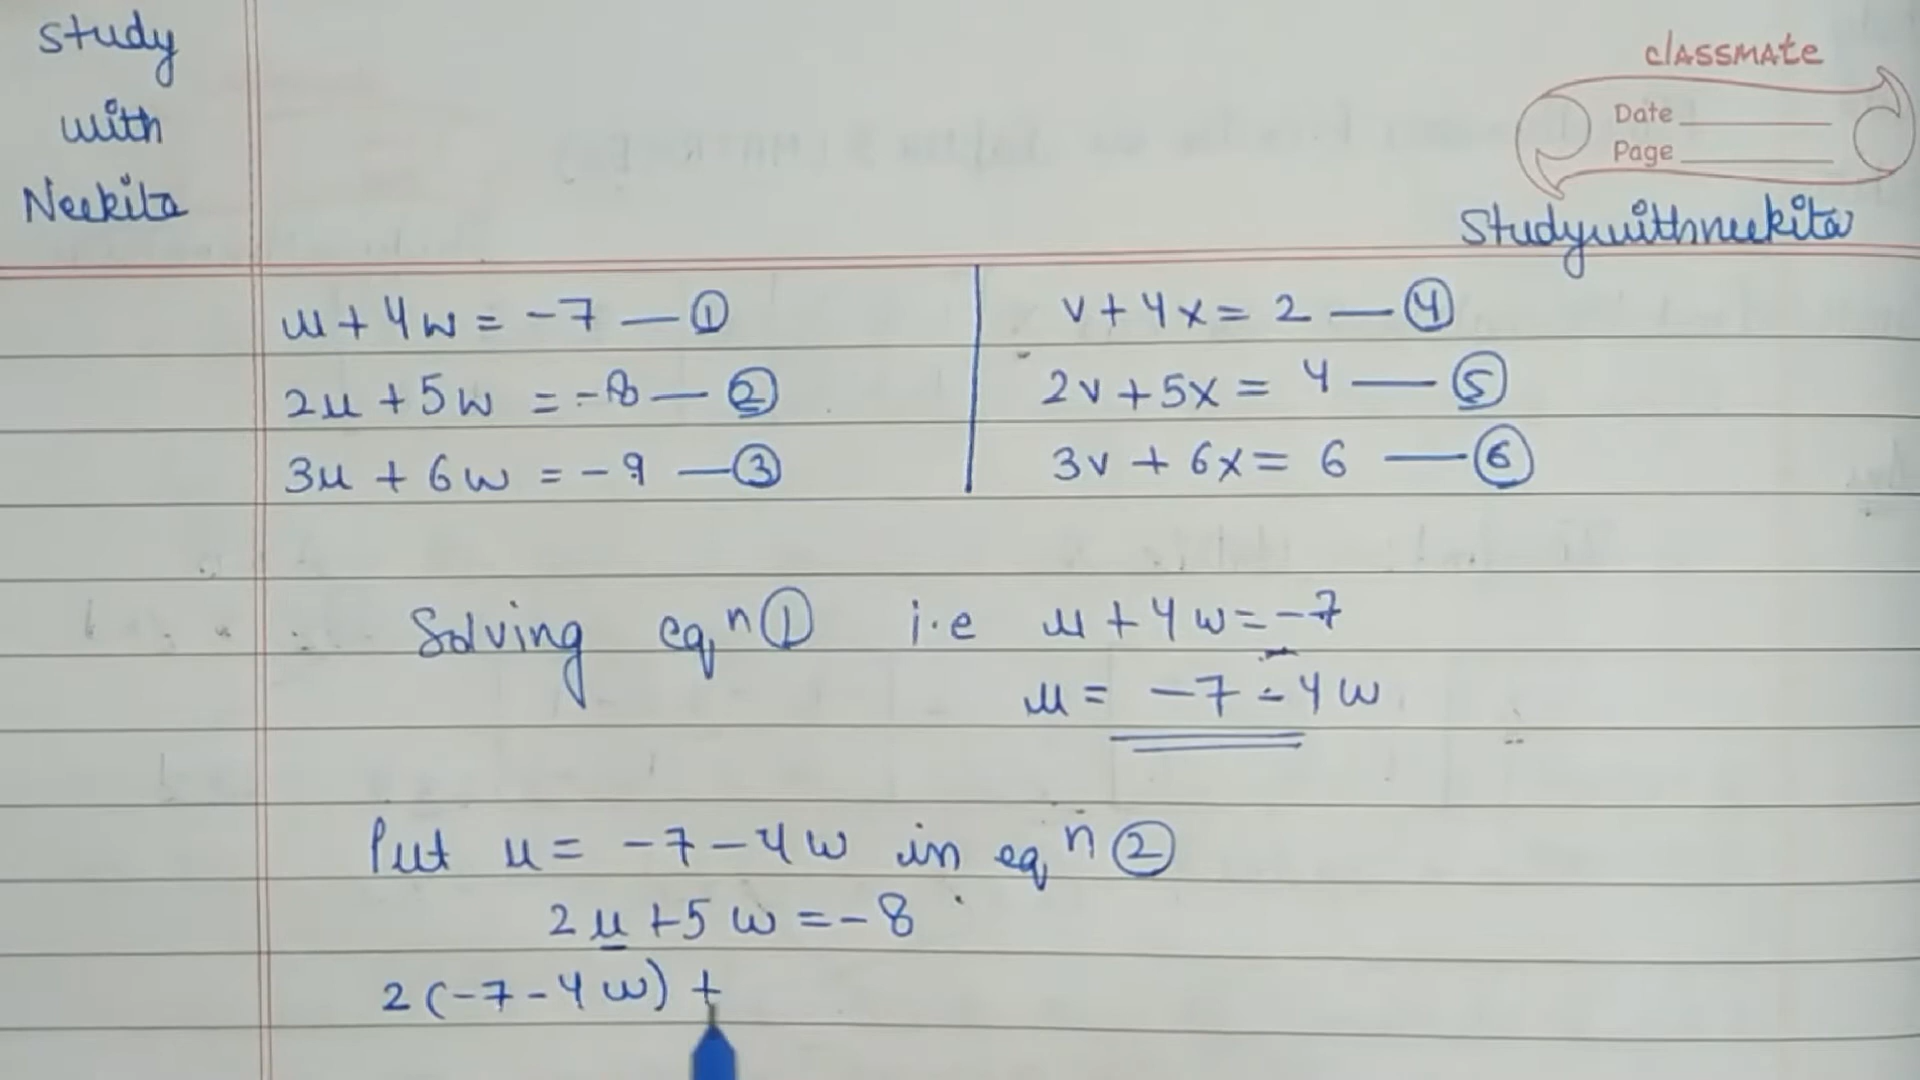 study
with
Neekita
classmate
Date
Page
Studywithneekita
u + 4w = -7 — ①
2u + 5w = -8 — ②
3u + 6w = -9 — ③
v + 4x = 2 — ④
2v + 5x = 4 — ⑤
3v + 6x = 6 — ⑥
Solving eqⁿ ① i.e u + 4w = -7
u = -7 - 4w
Put u = -7 - 4w in eqⁿ ②
2u + 5w = -8
2(-7 - 4w) +